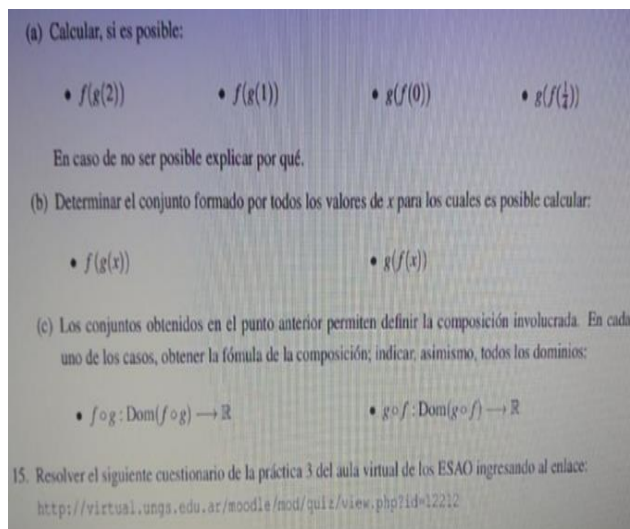 (a) Calcular, si es posible:
• f(g(2)) • f(g(1)) • g(f(0)) • g(f(1/4))
En caso de no ser posible explicar por qué.
(b) Determinar el conjunto formado por todos los valores de x para los cuales es posible calcular:
• f(g(x)) • g(f(x))
(c) Los conjuntos obtenidos en el punto anterior permiten definir la composición involucrada. En cada
uno de los casos, obtener la fómula de la composición; indicar, asimismo, todos los dominios:
• f∘g : Dom(f∘g) ⟶ ℝ • g∘f : Dom(g∘f) ⟶ ℝ
15. Resolver el siguiente cuestionario de la práctica 3 del aula virtual de los ESAO ingresando al enlace:
http://virtual.ungs.edu.ar/moodle/mod/quiz/view.php?id=12212